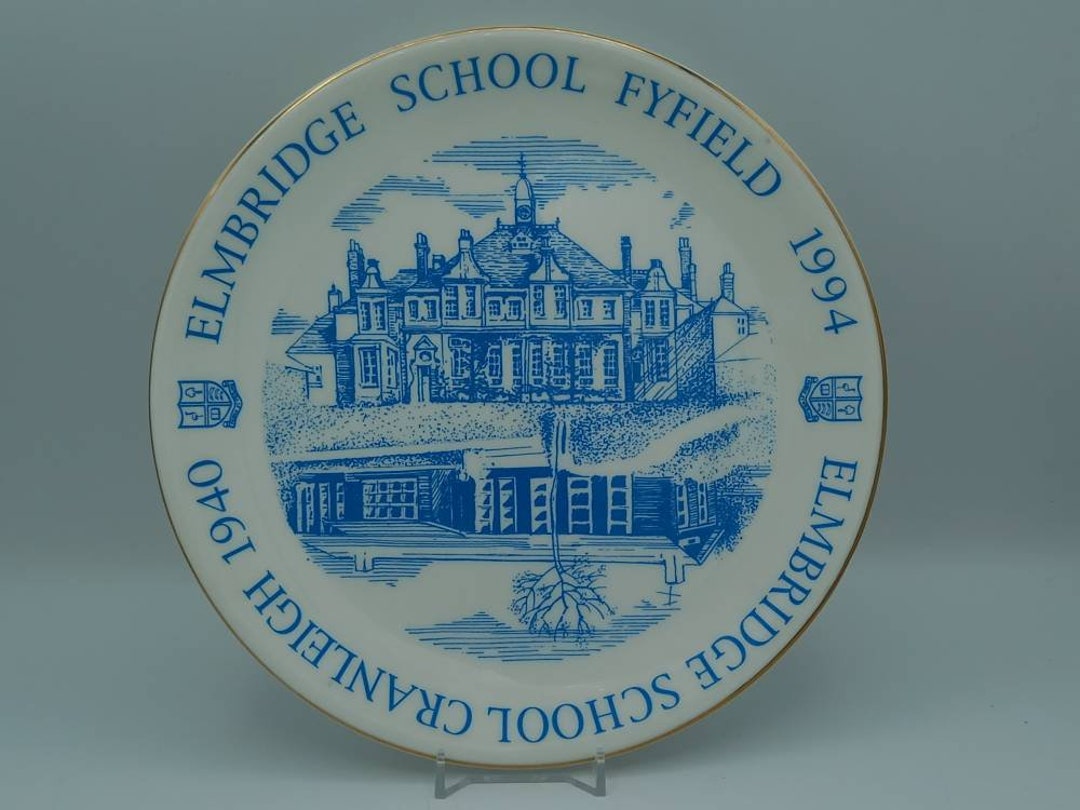 ELMBRIDGE SCHOOL FYFIELD 1994
ELMBRIDGE SCHOOL CRANLEIGH 1940